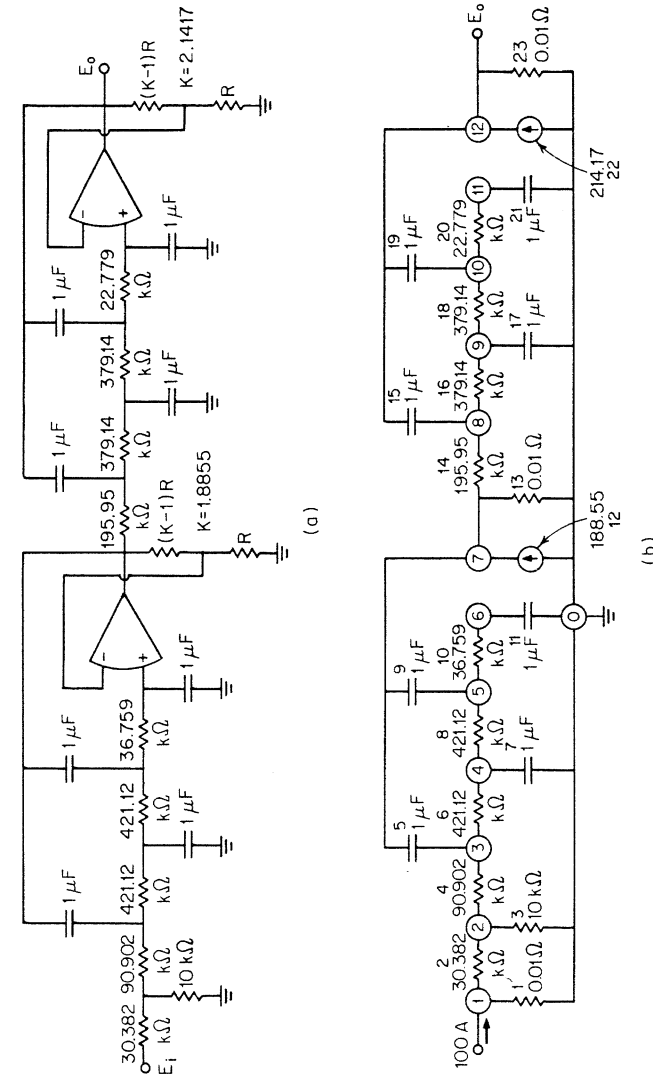 E_i
30.382 kΩ
90.902 kΩ
10 kΩ
1 μF
421.12 kΩ
1 μF
421.12 kΩ
1 μF
36.759 kΩ
1 μF
−
+
(K−1)R
K=1.8855
R
195.95 kΩ
1 μF
379.14 kΩ
1 μF
379.14 kΩ
1 μF
22.779 kΩ
1 μF
−
+
E_o
(K−1)R
K=2.1417
R
(a)
100 A
1
1
0.01 Ω
2
30.382 kΩ
2
3
10 kΩ
4
90.902 kΩ
3
5
1 μF
6
421.12 kΩ
4
7
1 μF
8
421.12 kΩ
5
9
1 μF
10
36.759 kΩ
6
11
1 μF
0
7
188.55
12
13
0.01 Ω
14
195.95 kΩ
8
15
1 μF
16
379.14 kΩ
9
17
1 μF
18
379.14 kΩ
10
19
1 μF
20
22.779 kΩ
11
21
1 μF
12
214.17
22
E_o
23
0.01 Ω
(b)